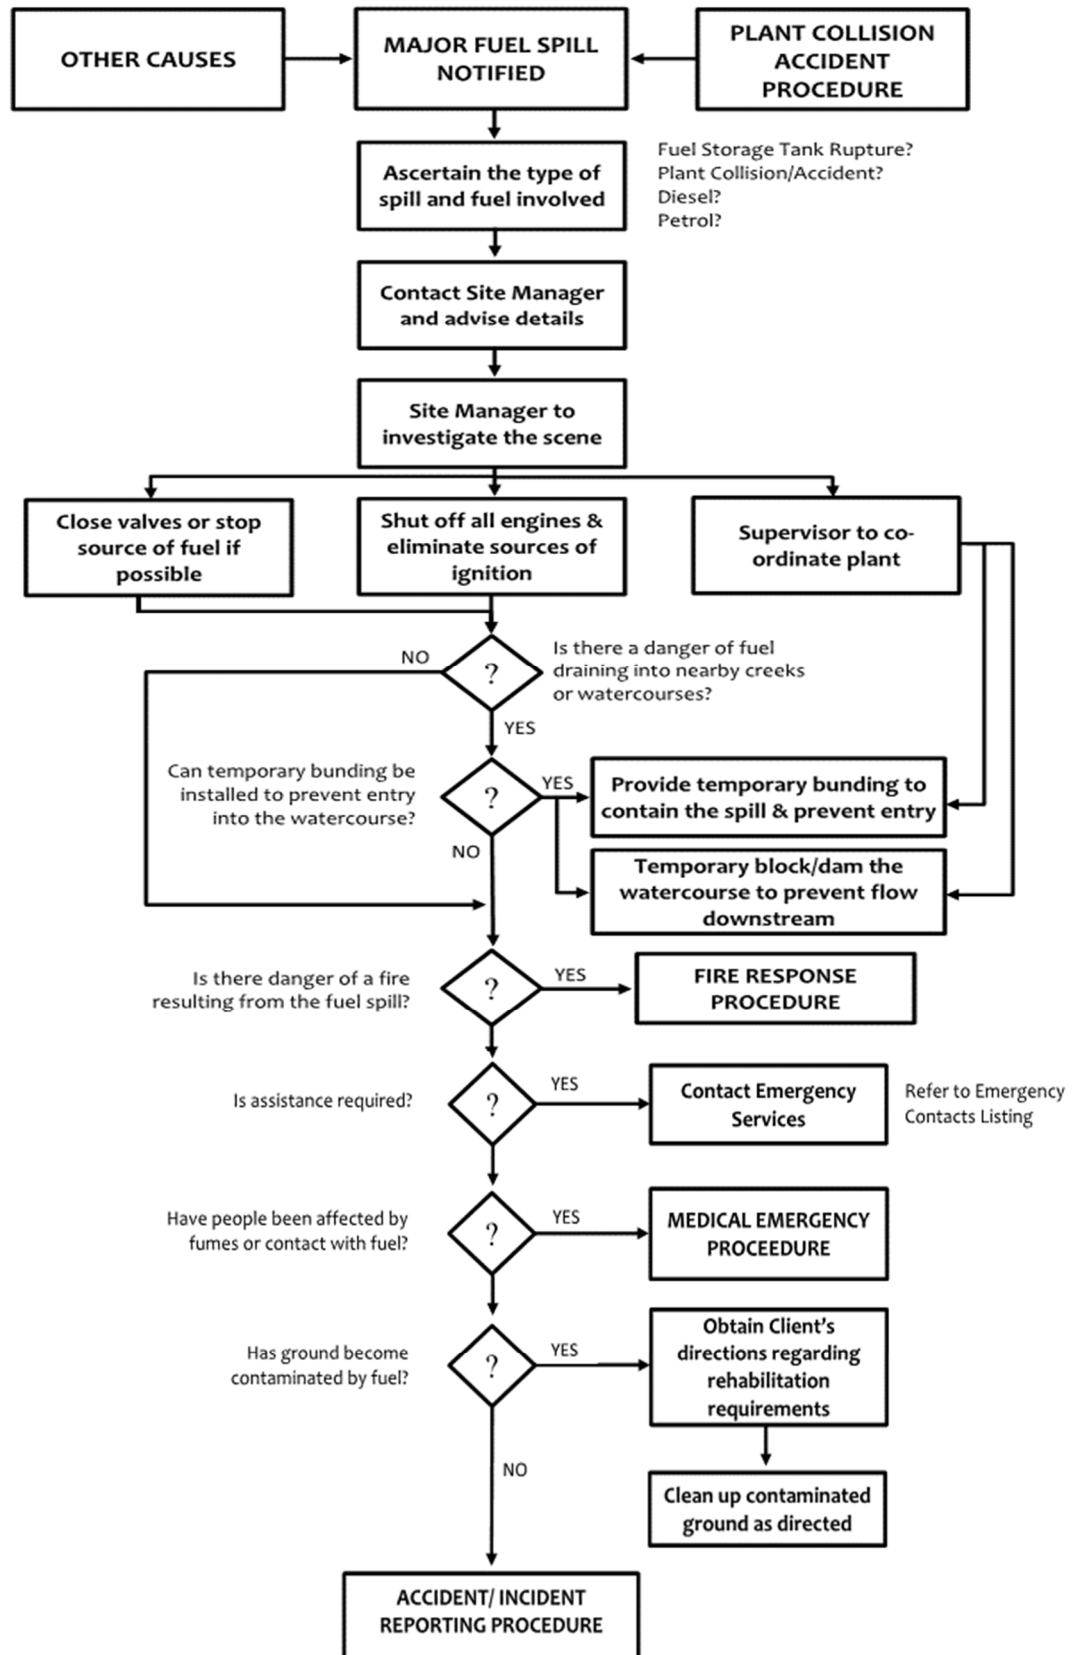 OTHER CAUSES
MAJOR FUEL SPILL
NOTIFIED
PLANT COLLISION
ACCIDENT
PROCEDURE
Ascertain the type of
spill and fuel involved
Fuel Storage Tank Rupture?
Plant Collision/Accident?
Diesel?
Petrol?
Contact Site Manager
and advise details
Site Manager to
investigate the scene
Close valves or stop
source of fuel if
possible
Shut off all engines &
eliminate sources of
ignition
Supervisor to co-
ordinate plant
NO
?
Is there a danger of fuel
draining into nearby creeks
or watercourses?
YES
Can temporary bunding be
installed to prevent entry
into the watercourse?
?
YES
Provide temporary bunding to
contain the spill & prevent entry
NO
Temporary block/dam the
watercourse to prevent flow
downstream
Is there danger of a fire
resulting from the fuel spill?
?
YES
FIRE RESPONSE
PROCEDURE
Is assistance required?
?
YES
Contact Emergency
Services
Refer to Emergency
Contacts Listing
Have people been affected by
fumes or contact with fuel?
?
YES
MEDICAL EMERGENCY
PROCEEDURE
Has ground become
contaminated by fuel?
?
YES
Obtain Client's
directions regarding
rehabilitation
requirements
NO
Clean up contaminated
ground as directed
ACCIDENT/ INCIDENT
REPORTING PROCEDURE